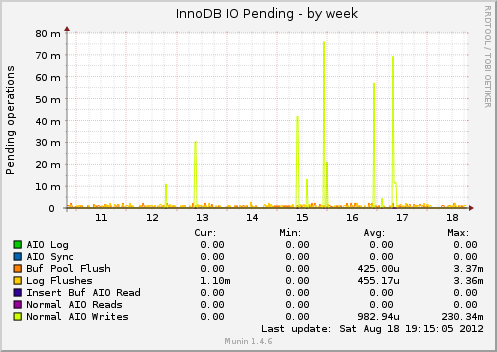 InnoDB IO Pending - by week
RRDTOOL / TOBI OETIKER
Pending operations
80 m
70 m
60 m
50 m
40 m
30 m
20 m
10 m
0
11 12 13 14 15 16 17 18
Cur: Min: Avg: Max:
AIO Log 0.00 0.00 0.00 0.00
AIO Sync 0.00 0.00 0.00 0.00
Buf Pool Flush 0.00 0.00 425.00u 3.37m
Log Flushes 1.10m 0.00 455.17u 3.36m
Insert Buf AIO Read 0.00 0.00 0.00 0.00
Normal AIO Reads 0.00 0.00 0.00 0.00
Normal AIO Writes 0.00 0.00 982.94u 230.34m
Last update: Sat Aug 18 19:15:05 2012
Munin 1.4.6